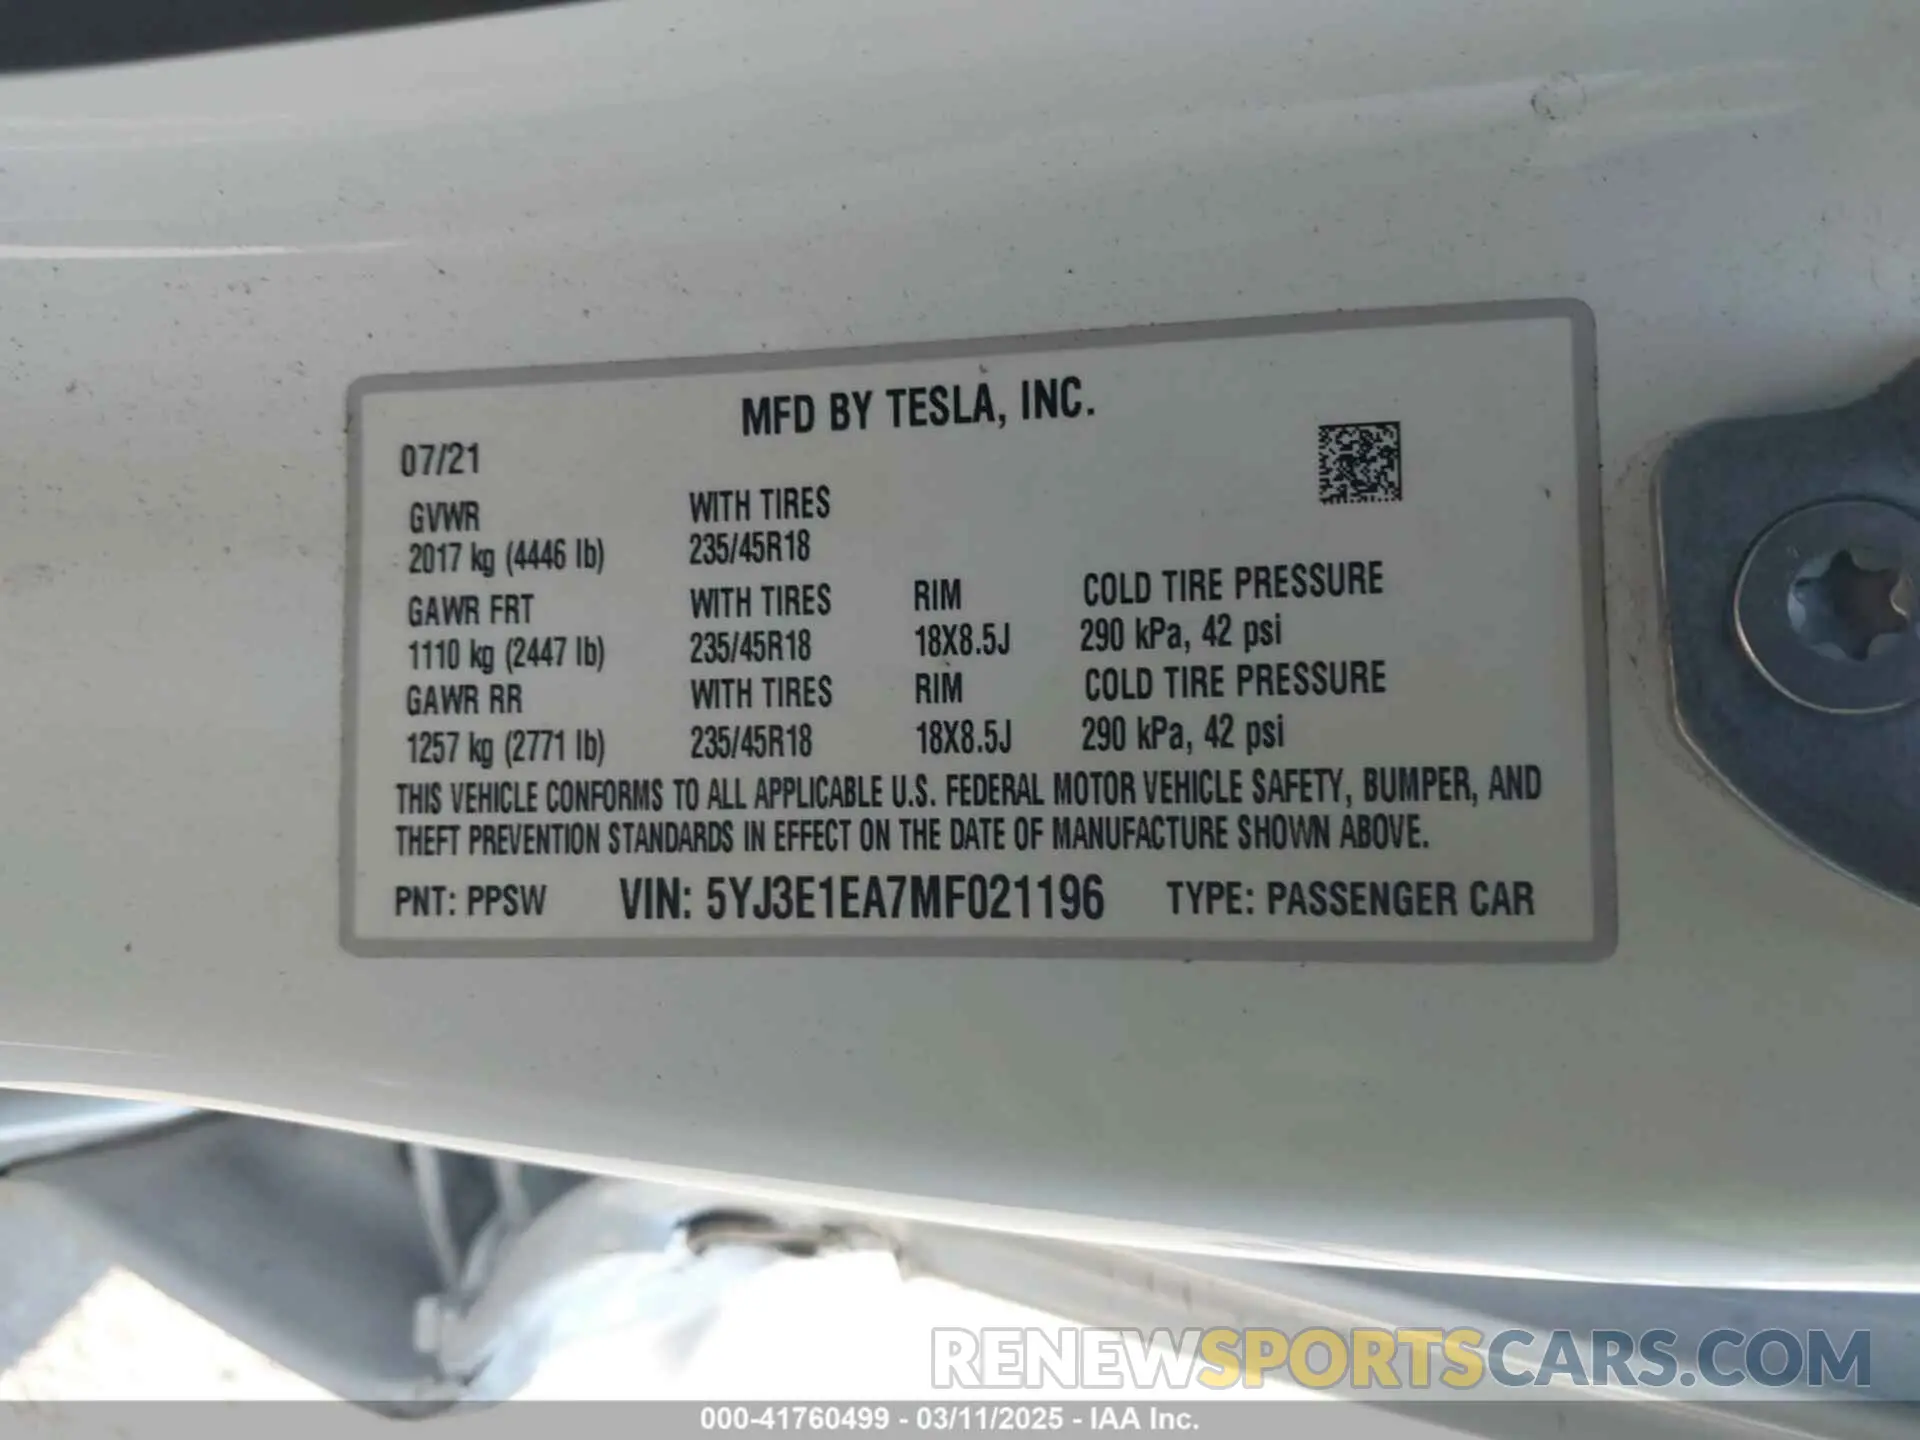 MFD BY TESLA, INC.
07/21
GVWR WITH TIRES
2017 kg (4446 lb) 235/45R18
GAWR FRT WITH TIRES RIM COLD TIRE PRESSURE
1110 kg (2447 lb) 235/45R18 18X8.5J 290 kPa, 42 psi
GAWR RR WITH TIRES RIM COLD TIRE PRESSURE
1257 kg (2771 lb) 235/45R18 18X8.5J 290 kPa, 42 psi
THIS VEHICLE CONFORMS TO ALL APPLICABLE U.S. FEDERAL MOTOR VEHICLE SAFETY, BUMPER, AND
THEFT PREVENTION STANDARDS IN EFFECT ON THE DATE OF MANUFACTURE SHOWN ABOVE.
PNT: PPSW VIN: 5YJ3E1EA7MF021196 TYPE: PASSENGER CAR
RENEWSPORTSCARS.COM
000-41760499 - 03/11/2025 - IAA Inc.